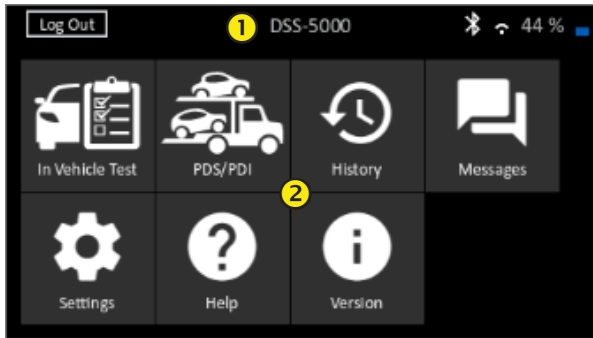 Log Out 1 DSS-5000 44 %
In Vehicle Test PDS/PDI History Messages
2
Settings Help Version